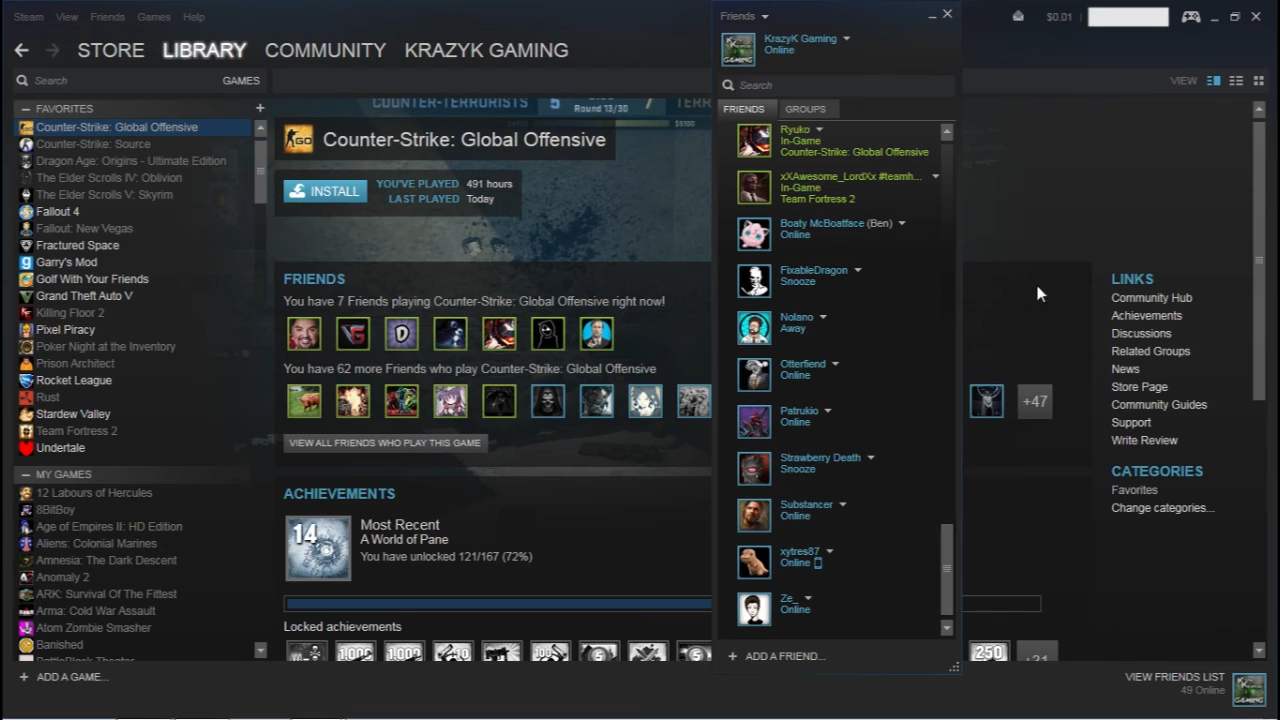 Steam View Friends Games Help
Friends
$0.01
STORE LIBRARY COMMUNITY KRAZYK GAMING
KrazyK Gaming
Online
Search GAMES
Search
VIEW
FAVORITES
Counter-Strike: Global Offensive
Counter-Strike: Source
Dragon Age: Origins - Ultimate Edition
The Elder Scrolls IV: Oblivion
The Elder Scrolls V: Skyrim
Fallout 4
Fallout: New Vegas
Fractured Space
Garry's Mod
Golf With Your Friends
Grand Theft Auto V
Killing Floor 2
Pixel Piracy
Poker Night at the Inventory
Prison Architect
Rocket League
Rust
Stardew Valley
Team Fortress 2
Undertale
MY GAMES
12 Labours of Hercules
8BitBoy
Age of Empires II: HD Edition
Aliens: Colonial Marines
Amnesia: The Dark Descent
Anomaly 2
ARK: Survival Of The Fittest
Arma: Cold War Assault
Atom Zombie Smasher
Banished
BattleBlock Theater
ADD A GAME...
COUNTER-TERRORISTS 5 Round 13/30 7 TERR
GO Counter-Strike: Global Offensive
INSTALL
YOU'VE PLAYED 491 hours
LAST PLAYED Today
FRIENDS
You have 7 Friends playing Counter-Strike: Global Offensive right now!
You have 62 more Friends who play Counter-Strike: Global Offensive
+47
VIEW ALL FRIENDS WHO PLAY THIS GAME
ACHIEVEMENTS
14
Most Recent
A World of Pane
You have unlocked 121/167 (72%)
Locked achievements
250
FRIENDS GROUPS
Ryuko
In-Game
Counter-Strike: Global Offensive
xXAwesome_LordXx #teamh...
In-Game
Team Fortress 2
Boaty McBoatface (Ben)
Online
FixableDragon
Snooze
Nolano
Away
Otterfiend
Online
Patrukio
Online
Strawberry Death
Snooze
Substancer
Online
xytres87
Online
Ze_
Online
ADD A FRIEND...
LINKS
Community Hub
Achievements
Discussions
Related Groups
News
Store Page
Community Guides
Support
Write Review
CATEGORIES
Favorites
Change categories...
VIEW FRIENDS LIST
49 Online